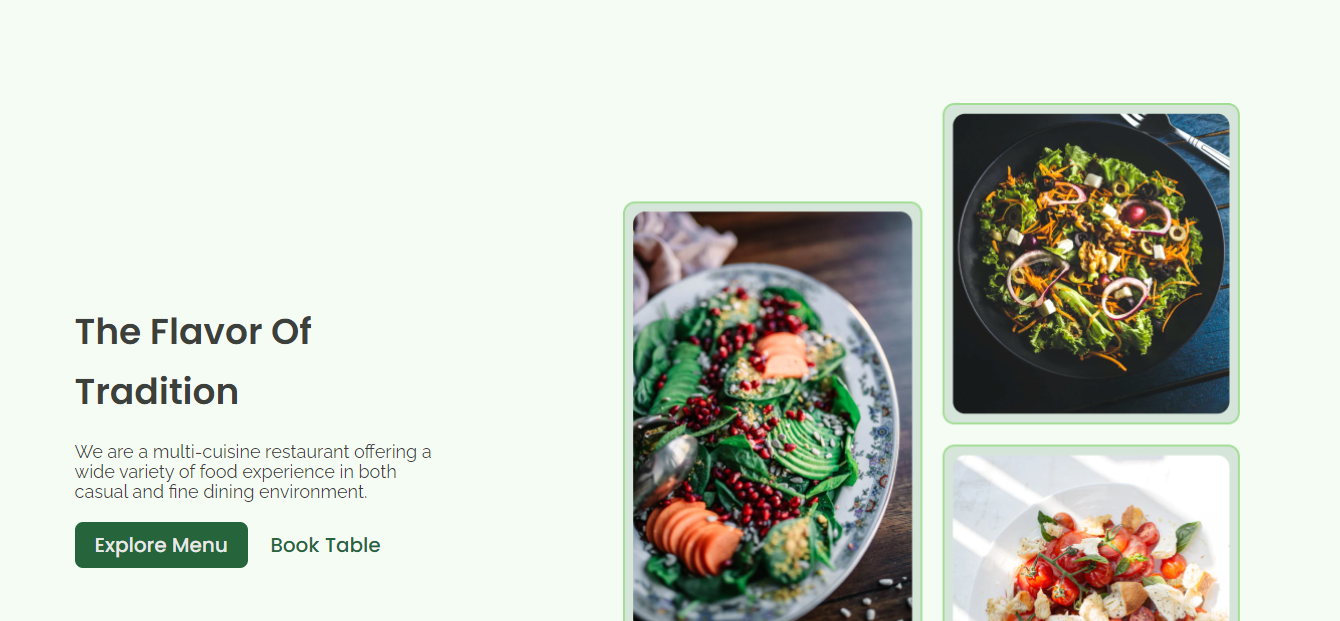 The Flavor Of
Tradition
We are a multi-cuisine restaurant offering a
wide variety of food experience in both
casual and fine dining environment.
Explore Menu
Book Table